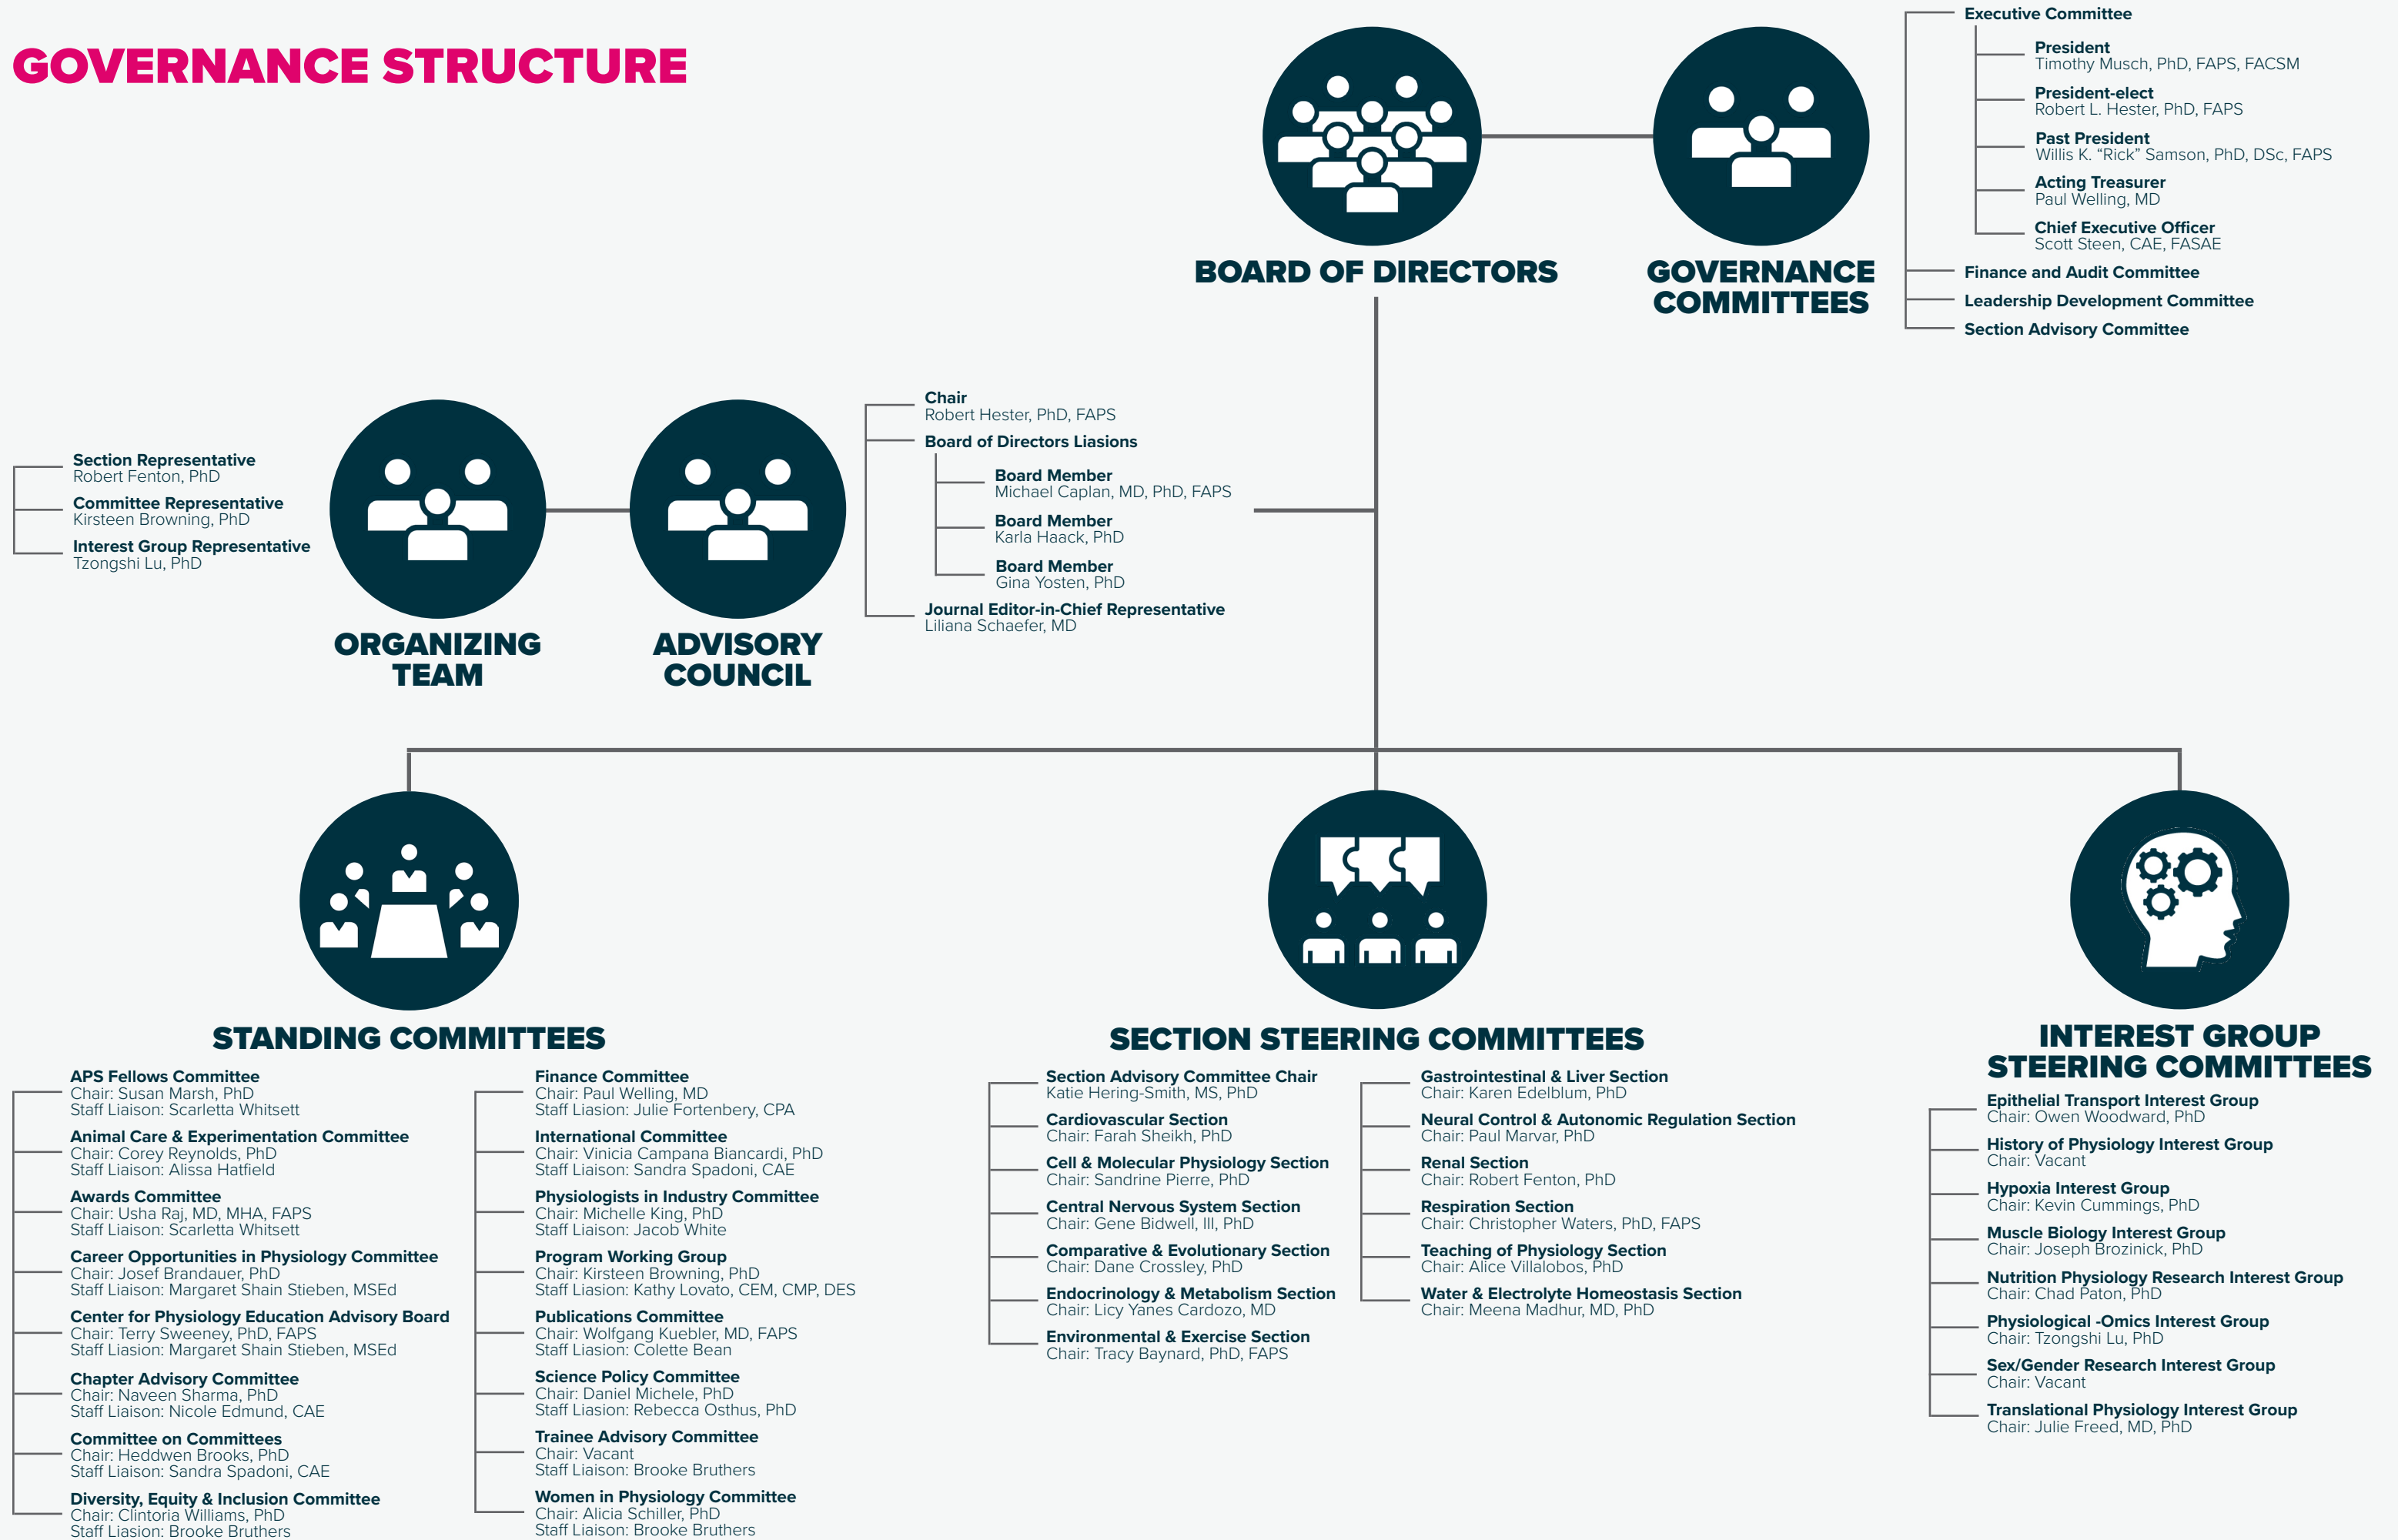 GOVERNANCE STRUCTURE
BOARD OF DIRECTORS
GOVERNANCE
COMMITTEES
Executive Committee
President
Timothy Musch, PhD, FAPS, FACSM
President-elect
Robert L. Hester, PhD, FAPS
Past President
Willis K. “Rick” Samson, PhD, DSc, FAPS
Acting Treasurer
Paul Welling, MD
Chief Executive Officer
Scott Steen, CAE, FASAE
Finance and Audit Committee
Leadership Development Committee
Section Advisory Committee
Section Representative
Robert Fenton, PhD
Committee Representative
Kirsteen Browning, PhD
Interest Group Representative
Tzongshi Lu, PhD
ORGANIZING
TEAM
ADVISORY
COUNCIL
Chair
Robert Hester, PhD, FAPS
Board of Directors Liasions
Board Member
Michael Caplan, MD, PhD, FAPS
Board Member
Karla Haack, PhD
Board Member
Gina Yosten, PhD
Journal Editor-in-Chief Representative
Liliana Schaefer, MD
STANDING COMMITTEES
APS Fellows Committee
Chair: Susan Marsh, PhD
Staff Liaison: Scarletta Whitsett
Animal Care & Experimentation Committee
Chair: Corey Reynolds, PhD
Staff Liaison: Alissa Hatfield
Awards Committee
Chair: Usha Raj, MD, MHA, FAPS
Staff Liaison: Scarletta Whitsett
Career Opportunities in Physiology Committee
Chair: Josef Brandauer, PhD
Staff Liaison: Margaret Shain Stieben, MSEd
Center for Physiology Education Advisory Board
Chair: Terry Sweeney, PhD, FAPS
Staff Liasion: Margaret Shain Stieben, MSEd
Chapter Advisory Committee
Chair: Naveen Sharma, PhD
Staff Liaison: Nicole Edmund, CAE
Committee on Committees
Chair: Heddwen Brooks, PhD
Staff Liaison: Sandra Spadoni, CAE
Diversity, Equity & Inclusion Committee
Chair: Clintoria Williams, PhD
Staff Liasion: Brooke Bruthers
Finance Committee
Chair: Paul Welling, MD
Staff Liasion: Julie Fortenbery, CPA
International Committee
Chair: Vinicia Campana Biancardi, PhD
Staff Liaison: Sandra Spadoni, CAE
Physiologists in Industry Committee
Chair: Michelle King, PhD
Staff Liaison: Jacob White
Program Working Group
Chair: Kirsteen Browning, PhD
Staff Liaison: Kathy Lovato, CEM, CMP, DES
Publications Committee
Chair: Wolfgang Kuebler, MD, FAPS
Staff Liasion: Colette Bean
Science Policy Committee
Chair: Daniel Michele, PhD
Staff Liasion: Rebecca Osthus, PhD
Trainee Advisory Committee
Chair: Vacant
Staff Liaison: Brooke Bruthers
Women in Physiology Committee
Chair: Alicia Schiller, PhD
Staff Liaison: Brooke Bruthers
SECTION STEERING COMMITTEES
Section Advisory Committee Chair
Katie Hering-Smith, MS, PhD
Cardiovascular Section
Chair: Farah Sheikh, PhD
Cell & Molecular Physiology Section
Chair: Sandrine Pierre, PhD
Central Nervous System Section
Chair: Gene Bidwell, III, PhD
Comparative & Evolutionary Section
Chair: Dane Crossley, PhD
Endocrinology & Metabolism Section
Chair: Licy Yanes Cardozo, MD
Environmental & Exercise Section
Chair: Tracy Baynard, PhD, FAPS
Gastrointestinal & Liver Section
Chair: Karen Edelblum, PhD
Neural Control & Autonomic Regulation Section
Chair: Paul Marvar, PhD
Renal Section
Chair: Robert Fenton, PhD
Respiration Section
Chair: Christopher Waters, PhD, FAPS
Teaching of Physiology Section
Chair: Alice Villalobos, PhD
Water & Electrolyte Homeostasis Section
Chair: Meena Madhur, MD, PhD
INTEREST GROUP
STEERING COMMITTEES
Epithelial Transport Interest Group
Chair: Owen Woodward, PhD
History of Physiology Interest Group
Chair: Vacant
Hypoxia Interest Group
Chair: Kevin Cummings, PhD
Muscle Biology Interest Group
Chair: Joseph Brozinick, PhD
Nutrition Physiology Research Interest Group
Chair: Chad Paton, PhD
Physiological -Omics Interest Group
Chair: Tzongshi Lu, PhD
Sex/Gender Research Interest Group
Chair: Vacant
Translational Physiology Interest Group
Chair: Julie Freed, MD, PhD